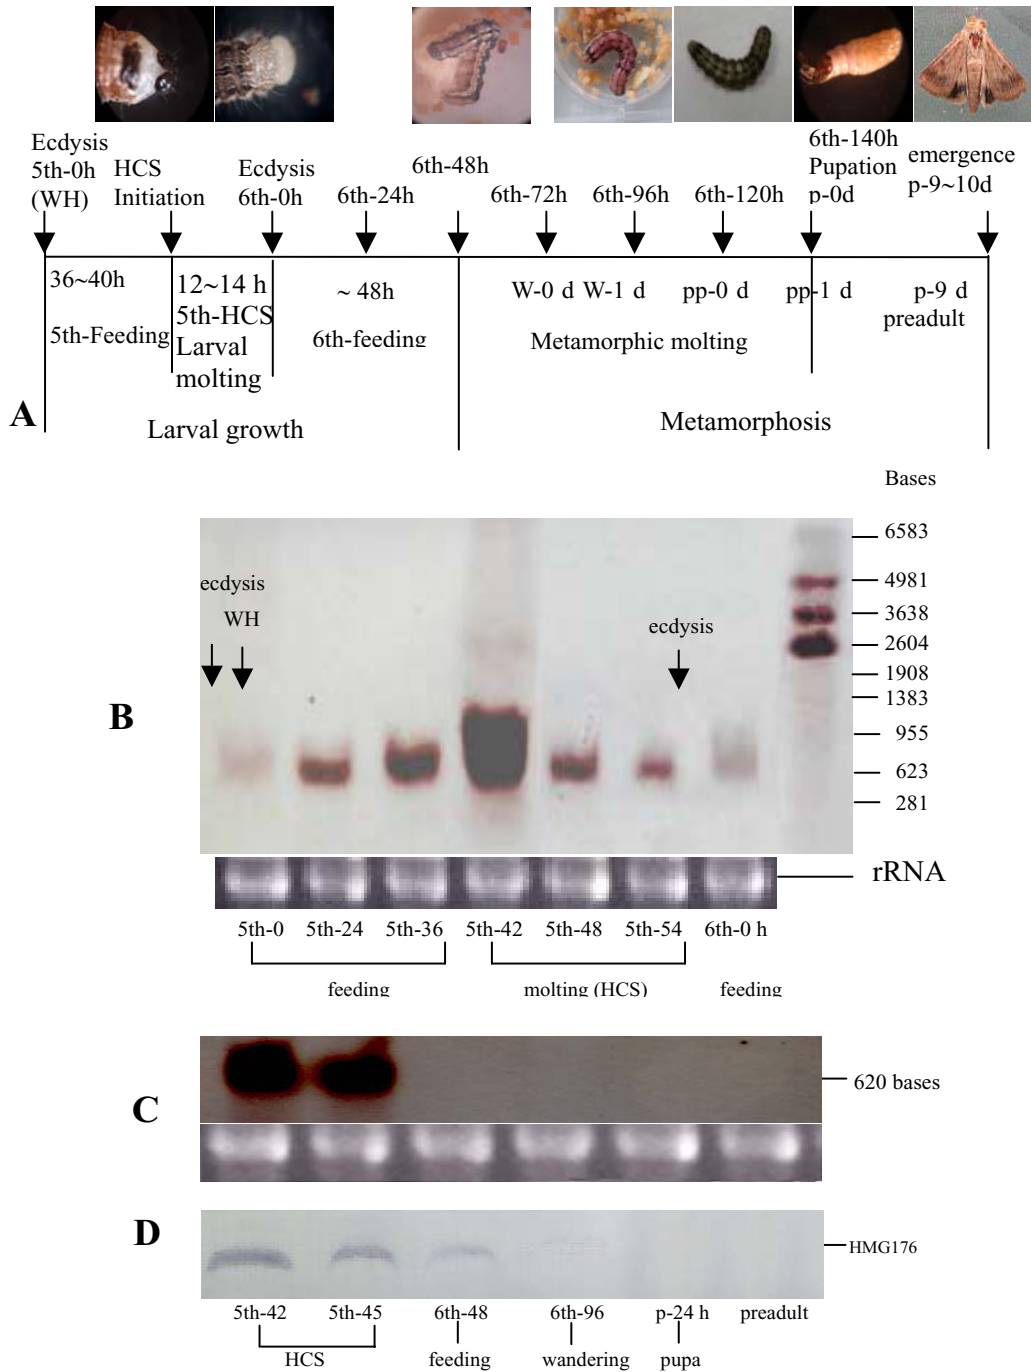 Ecdysis
5th-0h
(WH)
HCS
Initiation
Ecdysis
6th-0h
6th-24h
6th-48h
6th-72h
6th-96h
6th-120h
6th-140h
Pupation
p-0d
emergence
p-9~10d
36~40h
5th-Feeding
12~14 h
5th-HCS
Larval
molting
~ 48h
6th-feeding
W-0 d W-1 d pp-0 d pp-1 d p-9 d
preadult
Metamorphic molting
A
Larval growth
Metamorphosis
Bases
6583
4981
3638
2604
1908
1383
955
623
281
ecdysis
WH
ecdysis
B
rRNA
5th-0 5th-24 5th-36 5th-42 5th-48 5th-54 6th-0 h
feeding molting (HCS) feeding
620 bases
C
D
HMG176
5th-42 5th-45 6th-48 6th-96 p-24 h preadult
HCS feeding wandering pupa